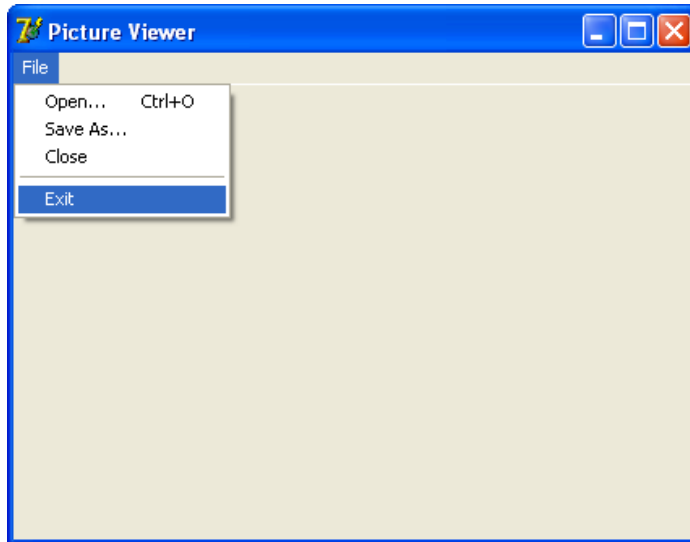 Picture Viewer
File
Open... Ctrl+O
Save As...
Close
Exit